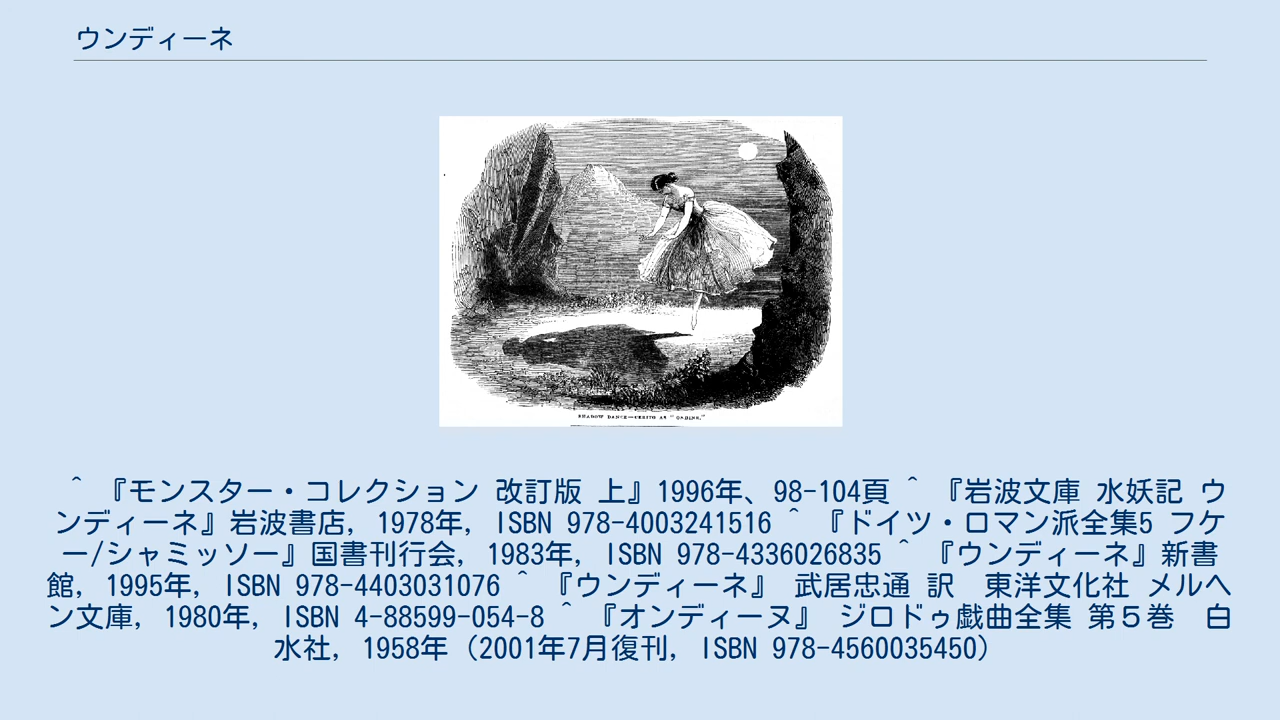 ウンディーネ
SHADOW DANCE—CERITO AS "ONDINE."
^ 『モンスター・コレクション 改訂版 上』1996年、98-104頁 ^ 『岩波文庫 水妖記 ウ
ンディーネ』岩波書店, 1978年, ISBN 978-4003241516 ^ 『ドイツ・ロマン派全集5 フケ
ー/シャミッソー』国書刊行会, 1983年, ISBN 978-4336026835 ^ 『ウンディーネ』新書
館, 1995年, ISBN 978-4403031076 ^ 『ウンディーネ』 武居忠通 訳　東洋文化社 メルヘ
ン文庫, 1980年, ISBN 4-88599-054-8 ^ 『オンディーヌ』 ジロドゥ戯曲全集 第５巻　白
水社, 1958年（2001年7月復刊, ISBN 978-4560035450）